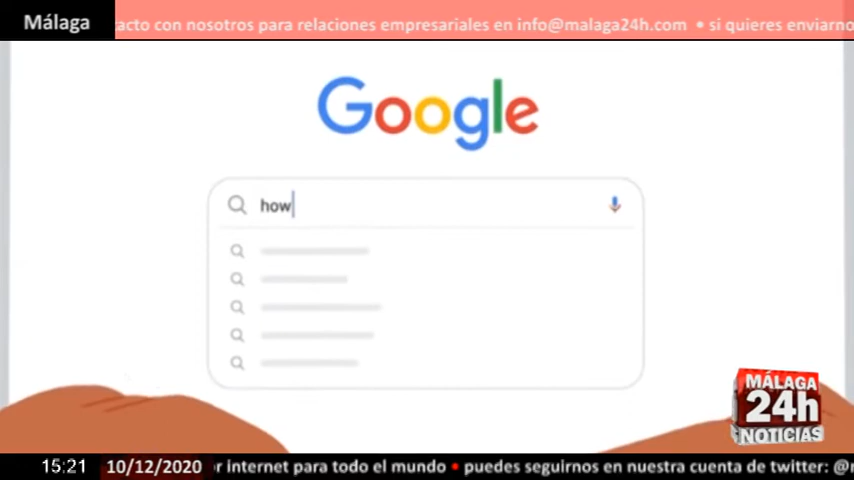 Málaga
acto con nosotros para relaciones empresariales en info@malaga24h.com • si quieres enviarno
Google
how
MÁLAGA
24h
NOTICIAS
15:21 10/12/2020 or internet para todo el mundo • puedes seguirnos en nuestra cuenta de twitter: @